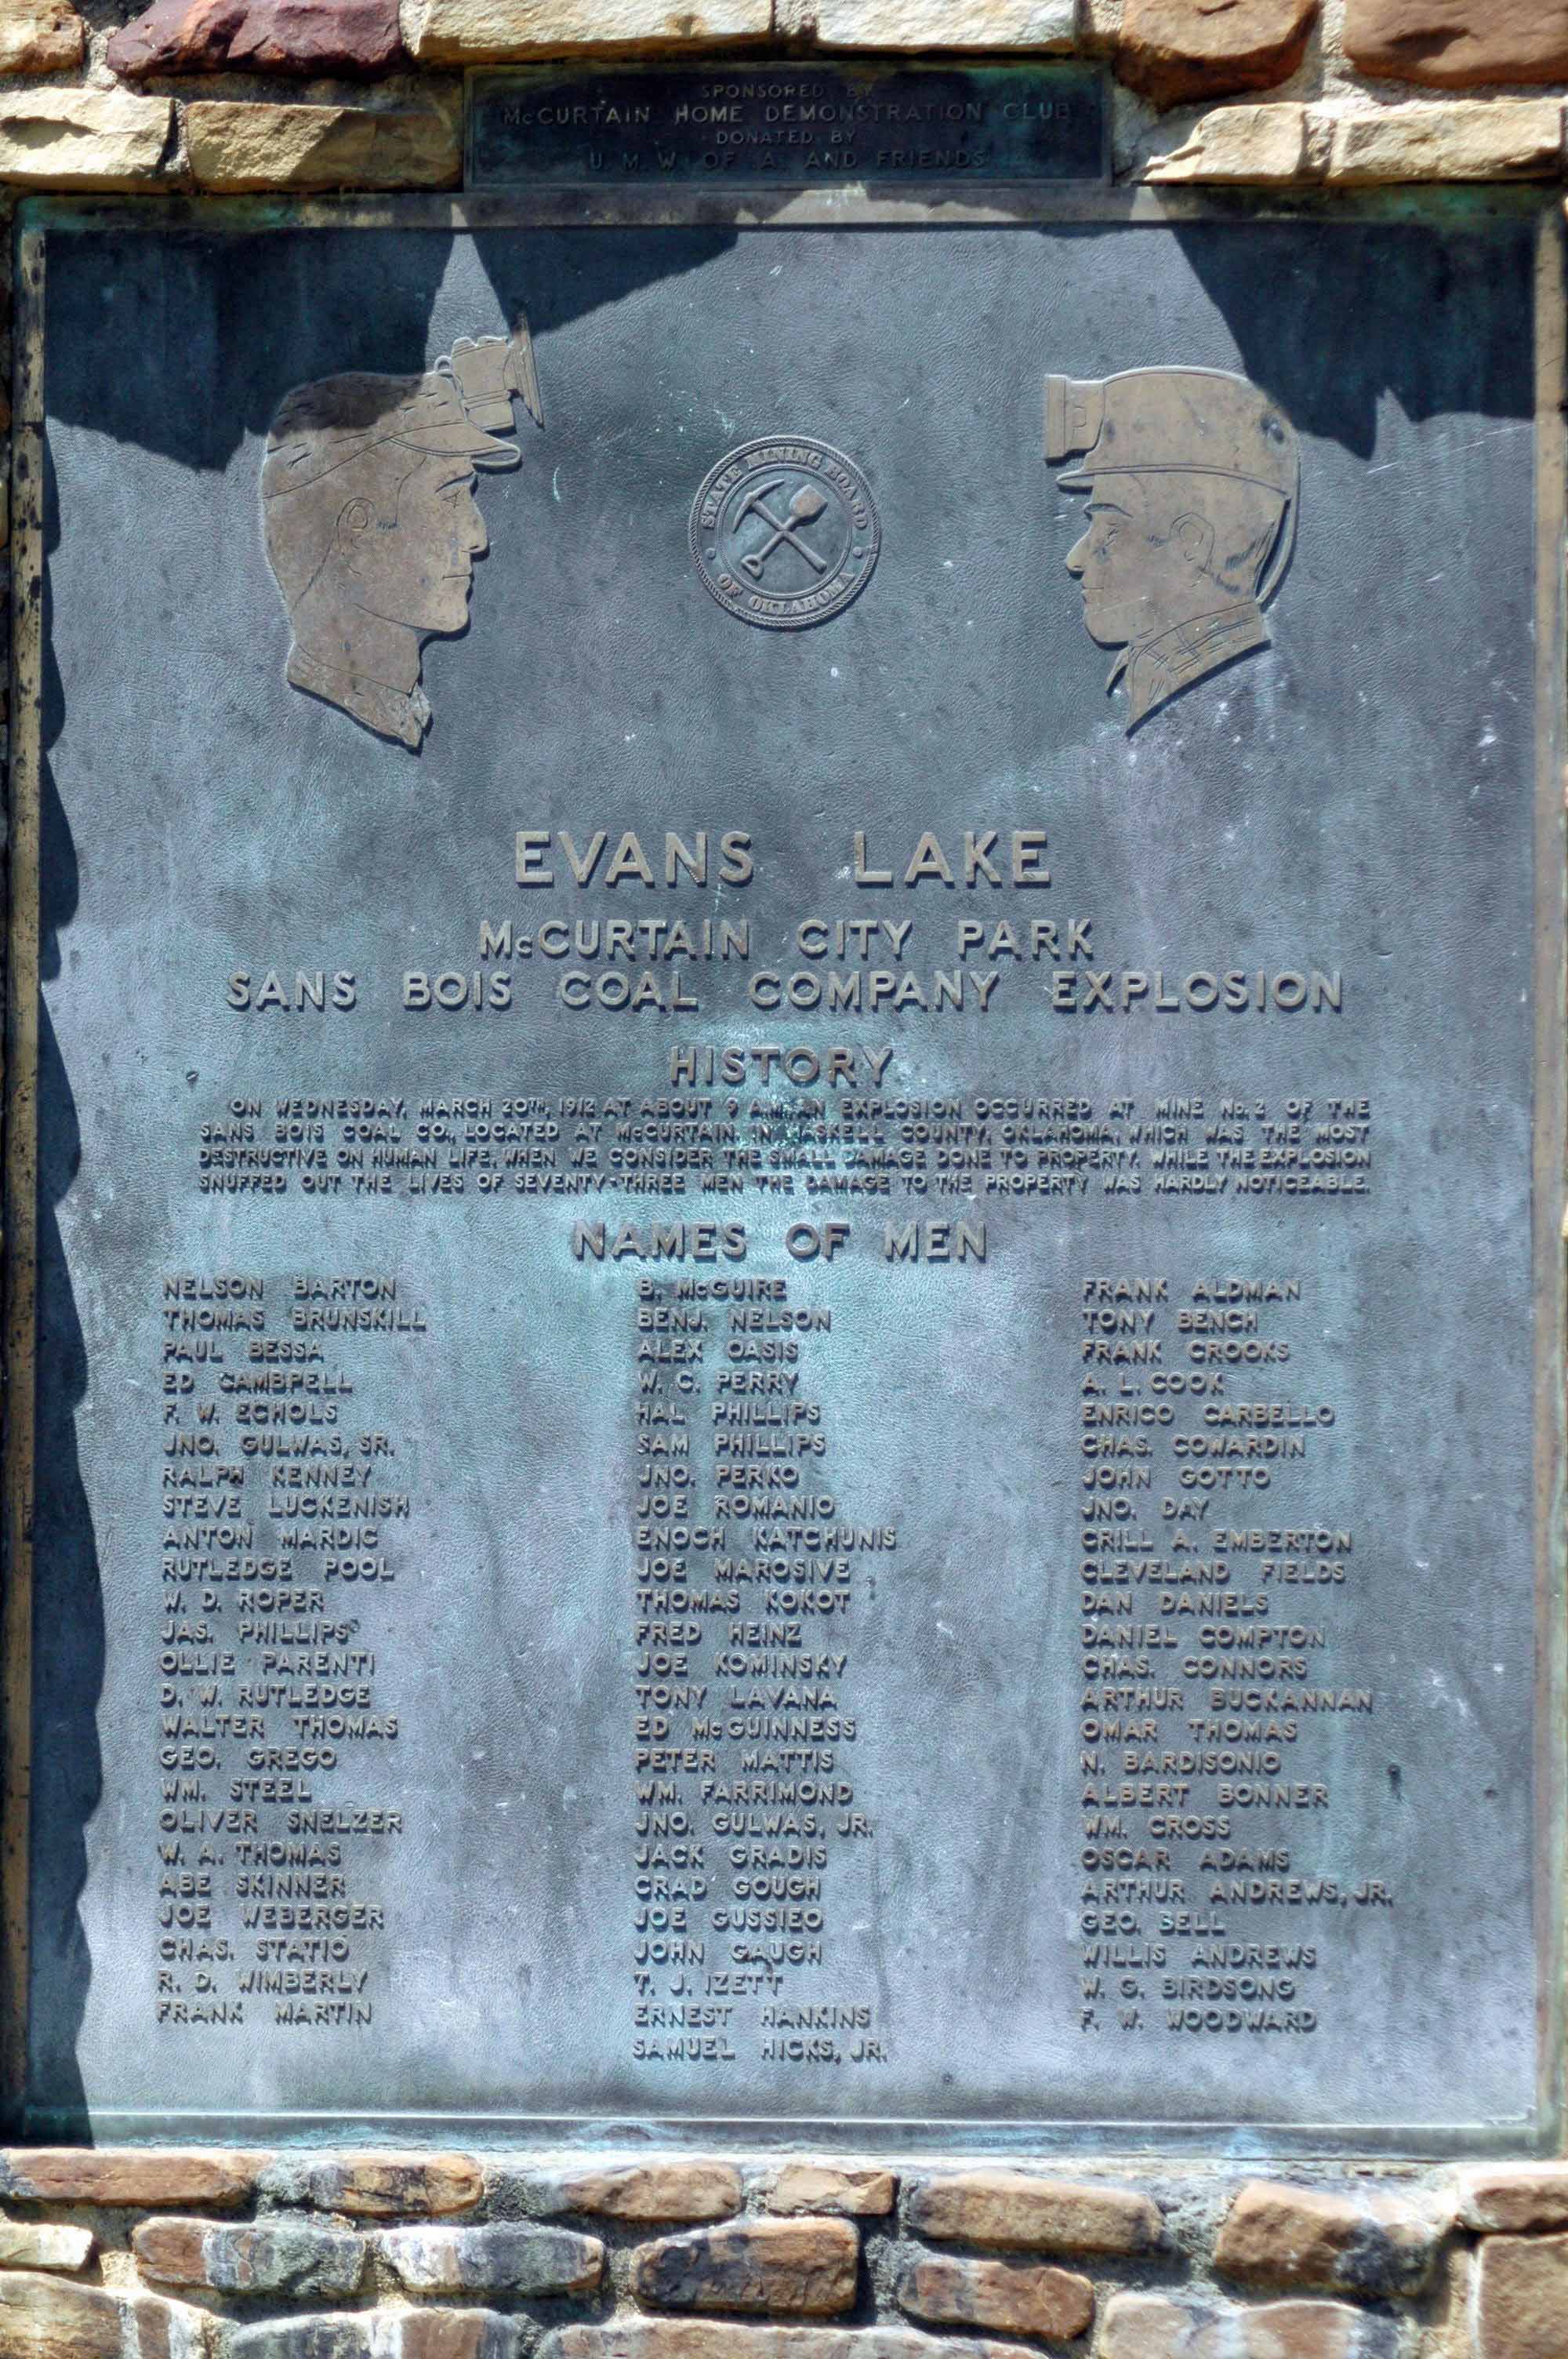 SPONSORED BY
McCURTAIN HOME DEMONSTRATION CLUB
DONATED BY
U. M. W. OF A. AND FRIENDS
STATE MINING BOARD
OF OKLAHOMA
EVANS LAKE
McCURTAIN CITY PARK
SANS BOIS COAL COMPANY EXPLOSION
HISTORY
ON WEDNESDAY, MARCH 20TH, 1912 AT ABOUT 9 A.M. AN EXPLOSION OCCURRED AT MINE No. 2 OF THE
SANS BOIS COAL CO., LOCATED AT McCURTAIN, IN HASKELL COUNTY, OKLAHOMA, WHICH WAS THE MOST
DESTRUCTIVE ON HUMAN LIFE, WHEN WE CONSIDER THE SMALL DAMAGE DONE TO PROPERTY. WHILE THE EXPLOSION
SNUFFED OUT THE LIVES OF SEVENTY-THREE MEN THE DAMAGE TO THE PROPERTY WAS HARDLY NOTICEABLE.
NAMES OF MEN
NELSON BARTON
THOMAS BRUNSKILL
PAUL BESSA
ED CAMBPELL
F. W. ECHOLS
JNO. GULWAS, SR.
RALPH KENNEY
STEVE LUCKENISH
ANTON MARDIC
RUTLEDGE POOL
W. D. ROPER
JAS. PHILLIPS
OLLIE PARENTI
D. W. RUTLEDGE
WALTER THOMAS
GEO. GREGO
WM. STEEL
OLIVER SNELZER
W. A. THOMAS
ABE SKINNER
JOE WEBERGER
CHAS. STATIO
R. D. WIMBERLY
FRANK MARTIN
B. McGUIRE
BENJ. NELSON
ALEX OASIS
W. C. PERRY
HAL PHILLIPS
SAM PHILLIPS
JNO. PERKO
JOE ROMANIO
ENOCH KATCHUNIS
JOE MAROSIVE
THOMAS KOKOT
FRED HEINZ
JOE KOMINSKY
TONY LAVANA
ED McGUINNESS
PETER MATTIS
WM. FARRIMOND
JNO. GULWAS, JR.
JACK GRADIS
CRAD GOUGH
JOE GUSSIEO
JOHN GAUGH
T. J. IZETT
ERNEST HANKINS
SAMUEL HICKS, JR.
FRANK ALDMAN
TONY BENCH
FRANK CROOKS
A. L. COOK
ENRICO CARBELLO
CHAS. COWARDIN
JOHN GOTTO
JNO. DAY
CRILL A. EMBERTON
CLEVELAND FIELDS
DAN DANIELS
DANIEL COMPTON
CHAS. CONNORS
ARTHUR BUCKANNAN
OMAR THOMAS
N. BARDISONIO
ALBERT BONNER
WM. CROSS
OSCAR ADAMS
ARTHUR ANDREWS, JR.
GEO. BELL
WILLIS ANDREWS
W. G. BIRDSONG
F. W. WOODWARD